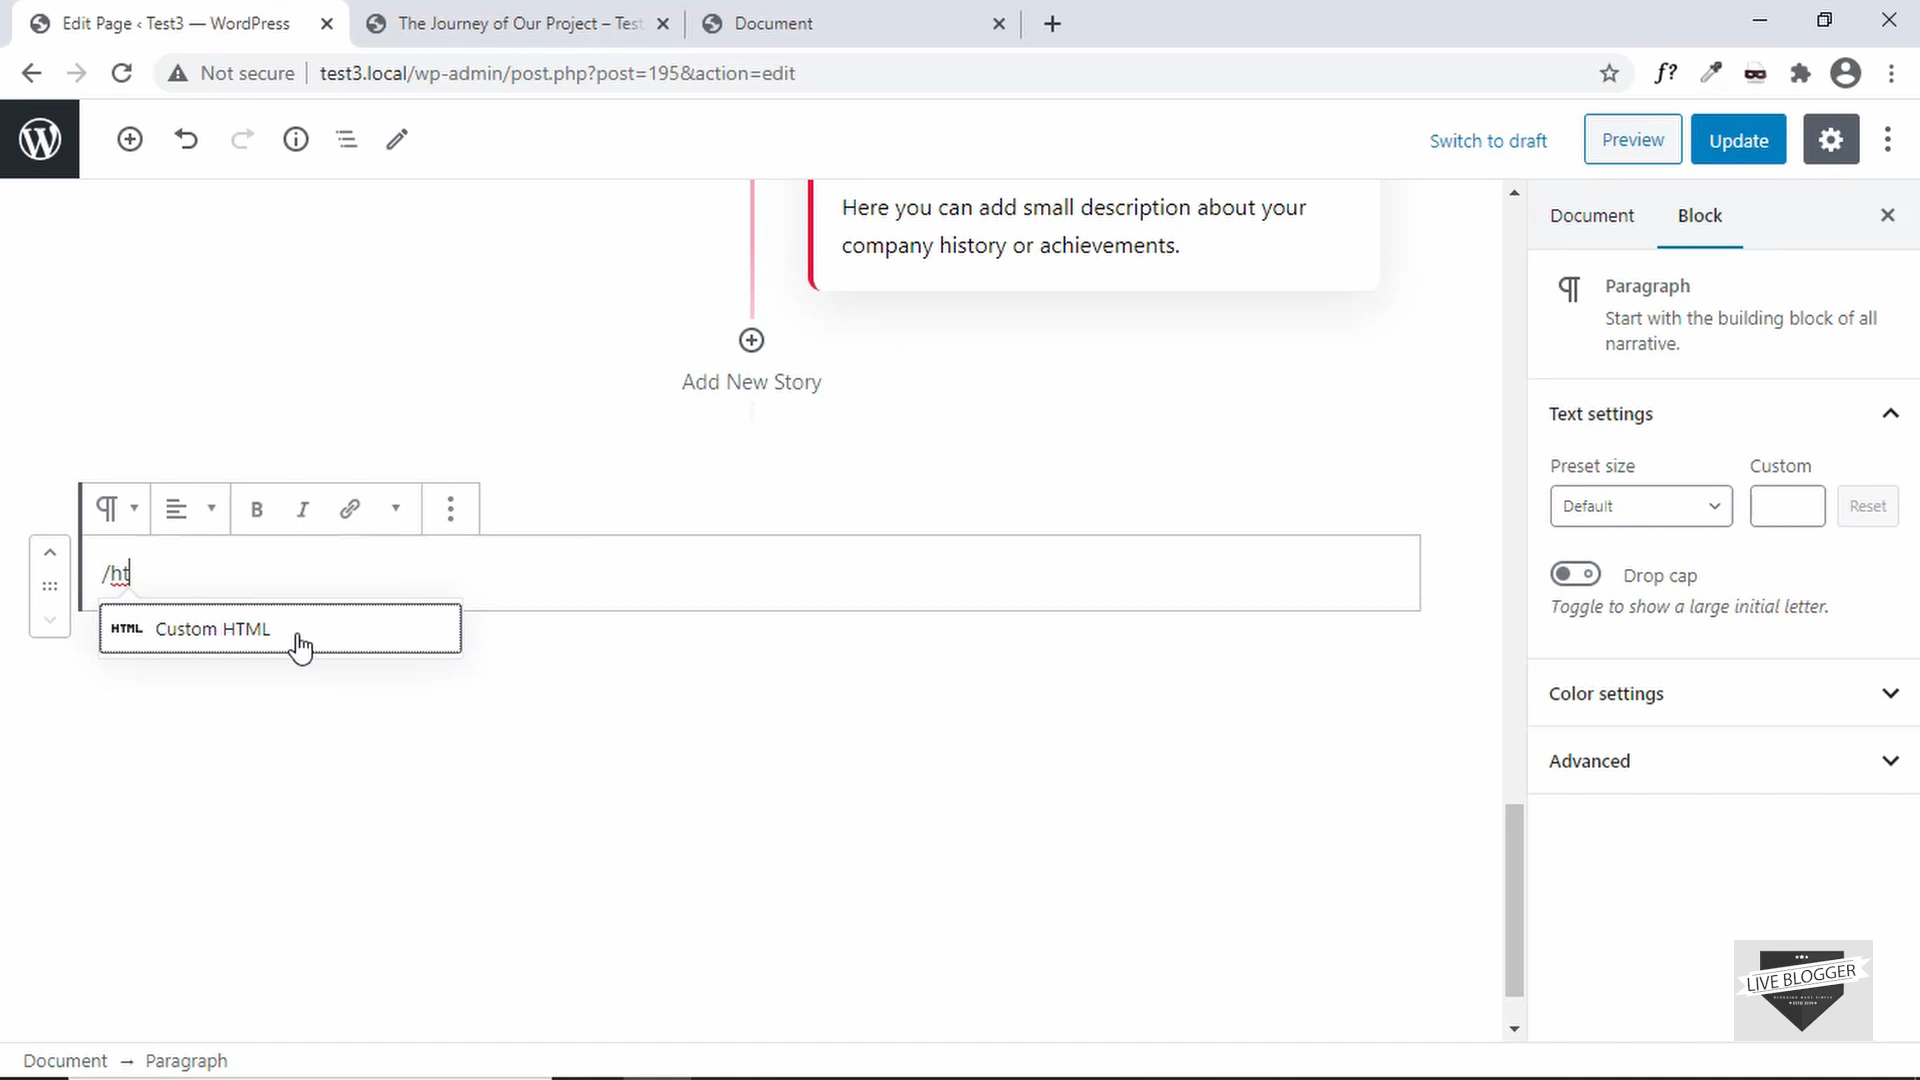 Edit Page ‹ Test3 — WordPress
The Journey of Our Project – Test
Document
Not secure
test3.local/wp-admin/post.php?post=195&action=edit
f?
Switch to draft
Preview
Update
Here you can add small description about your
company history or achievements.
Add New Story
B
I
/ht
HTML Custom HTML
Document
Block
Paragraph
Start with the building block of all
narrative.
Text settings
Preset size
Custom
Default
Reset
Drop cap
Toggle to show a large initial letter.
Color settings
Advanced
LIVE BLOGGER
Document → Paragraph